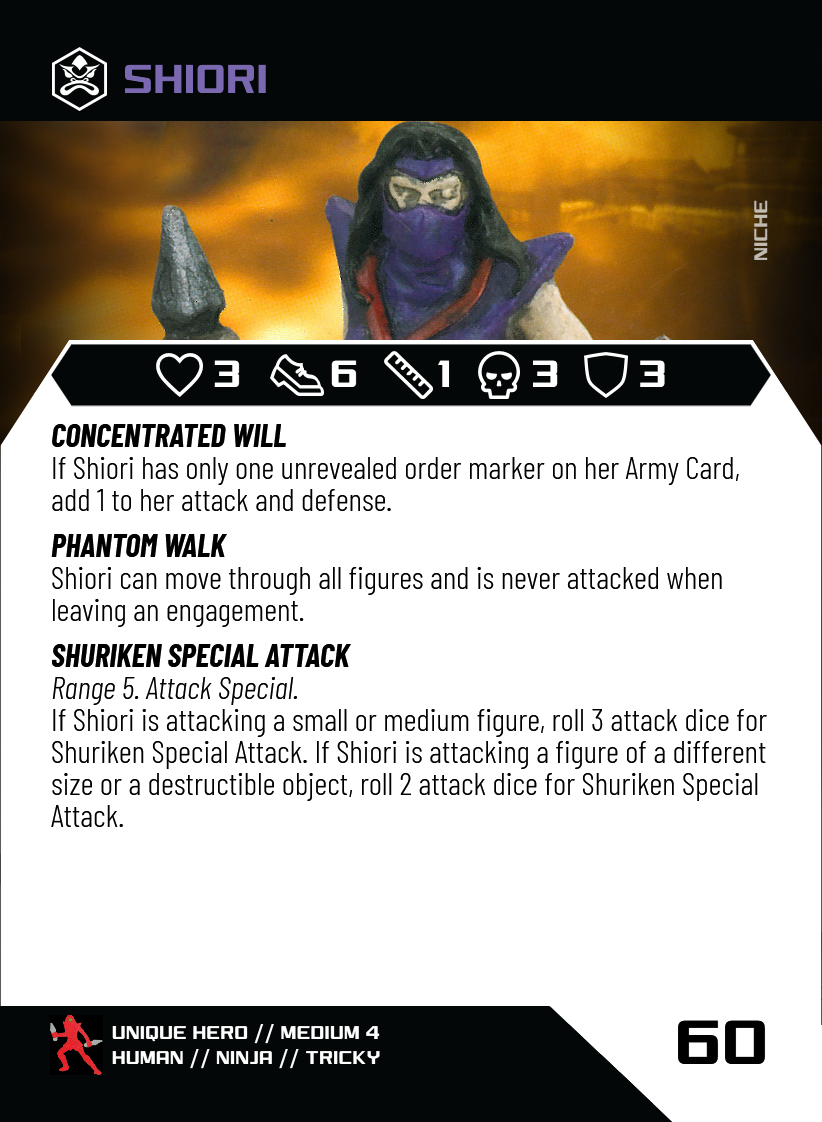 SHIORI
NICHE
3 6 1 3 3
CONCENTRATED WILL
If Shiori has only one unrevealed order marker on her Army Card,
add 1 to her attack and defense.
PHANTOM WALK
Shiori can move through all figures and is never attacked when
leaving an engagement.
SHURIKEN SPECIAL ATTACK
Range 5. Attack Special.
If Shiori is attacking a small or medium figure, roll 3 attack dice for
Shuriken Special Attack. If Shiori is attacking a figure of a different
size or a destructible object, roll 2 attack dice for Shuriken Special
Attack.
UNIQUE HERO // MEDIUM 4
HUMAN // NINJA // TRICKY
60